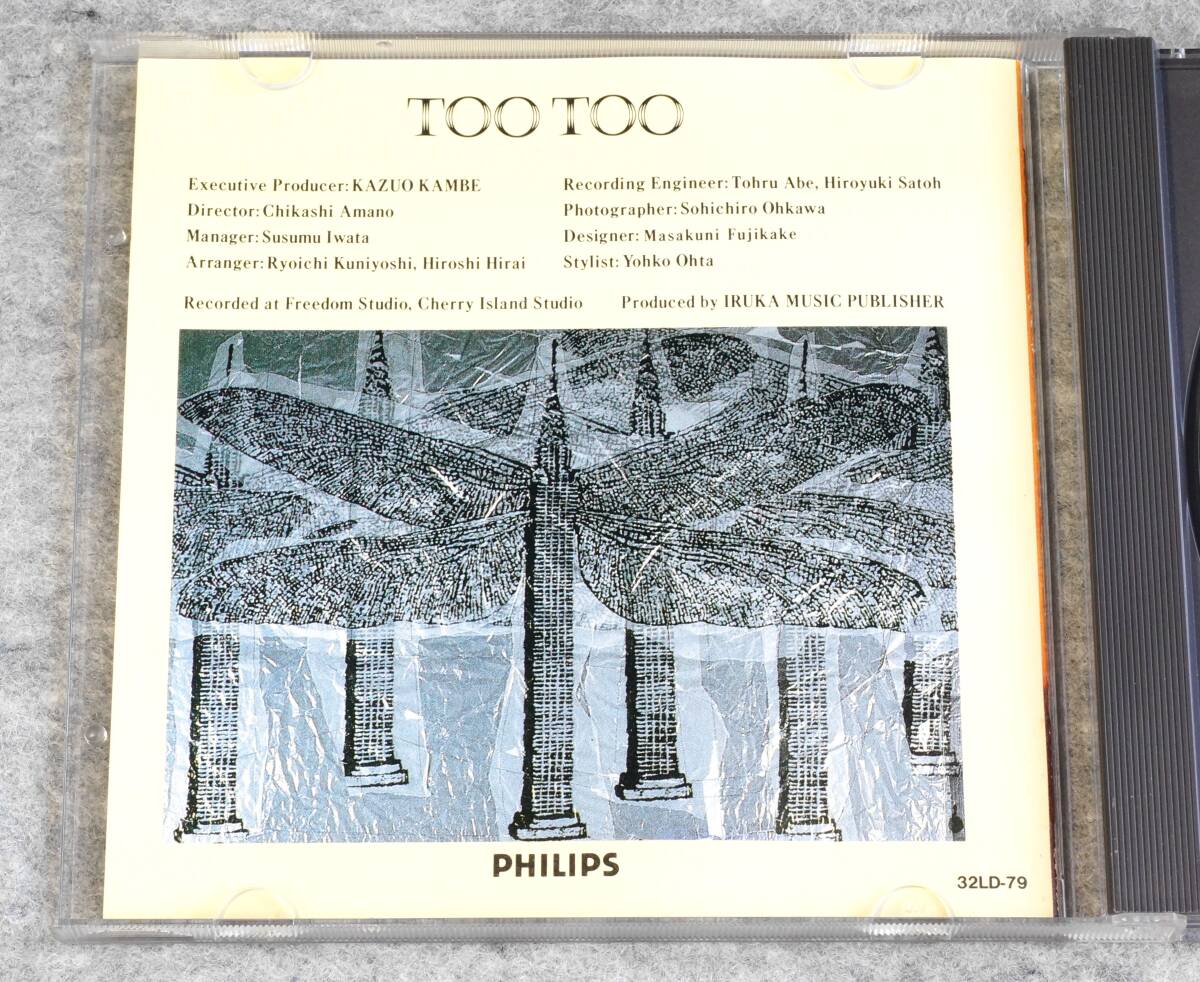 TOO TOO
Executive Producer: KAZUO KAMBE
Director: Chikashi Amano
Manager: Susumu Iwata
Arranger: Ryoichi Kuniyoshi, Hiroshi Hirai
Recording Engineer: Tohru Abe, Hiroyuki Satoh
Photographer: Sohichiro Ohkawa
Designer: Masakuni Fujikake
Stylist: Yohko Ohta
Recorded at Freedom Studio, Cherry Island Studio
Produced by IRUKA MUSIC PUBLISHER
PHILIPS
32LD-79